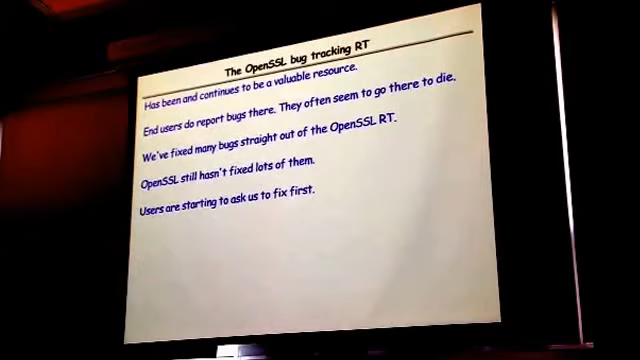 The OpenSSL bug tracking RT
Has been and continues to be a valuable resource.
End users do report bugs there. They often seem to go there to die.
We've fixed many bugs straight out of the OpenSSL RT.
OpenSSL still hasn't fixed lots of them.
Users are starting to ask us to fix first.